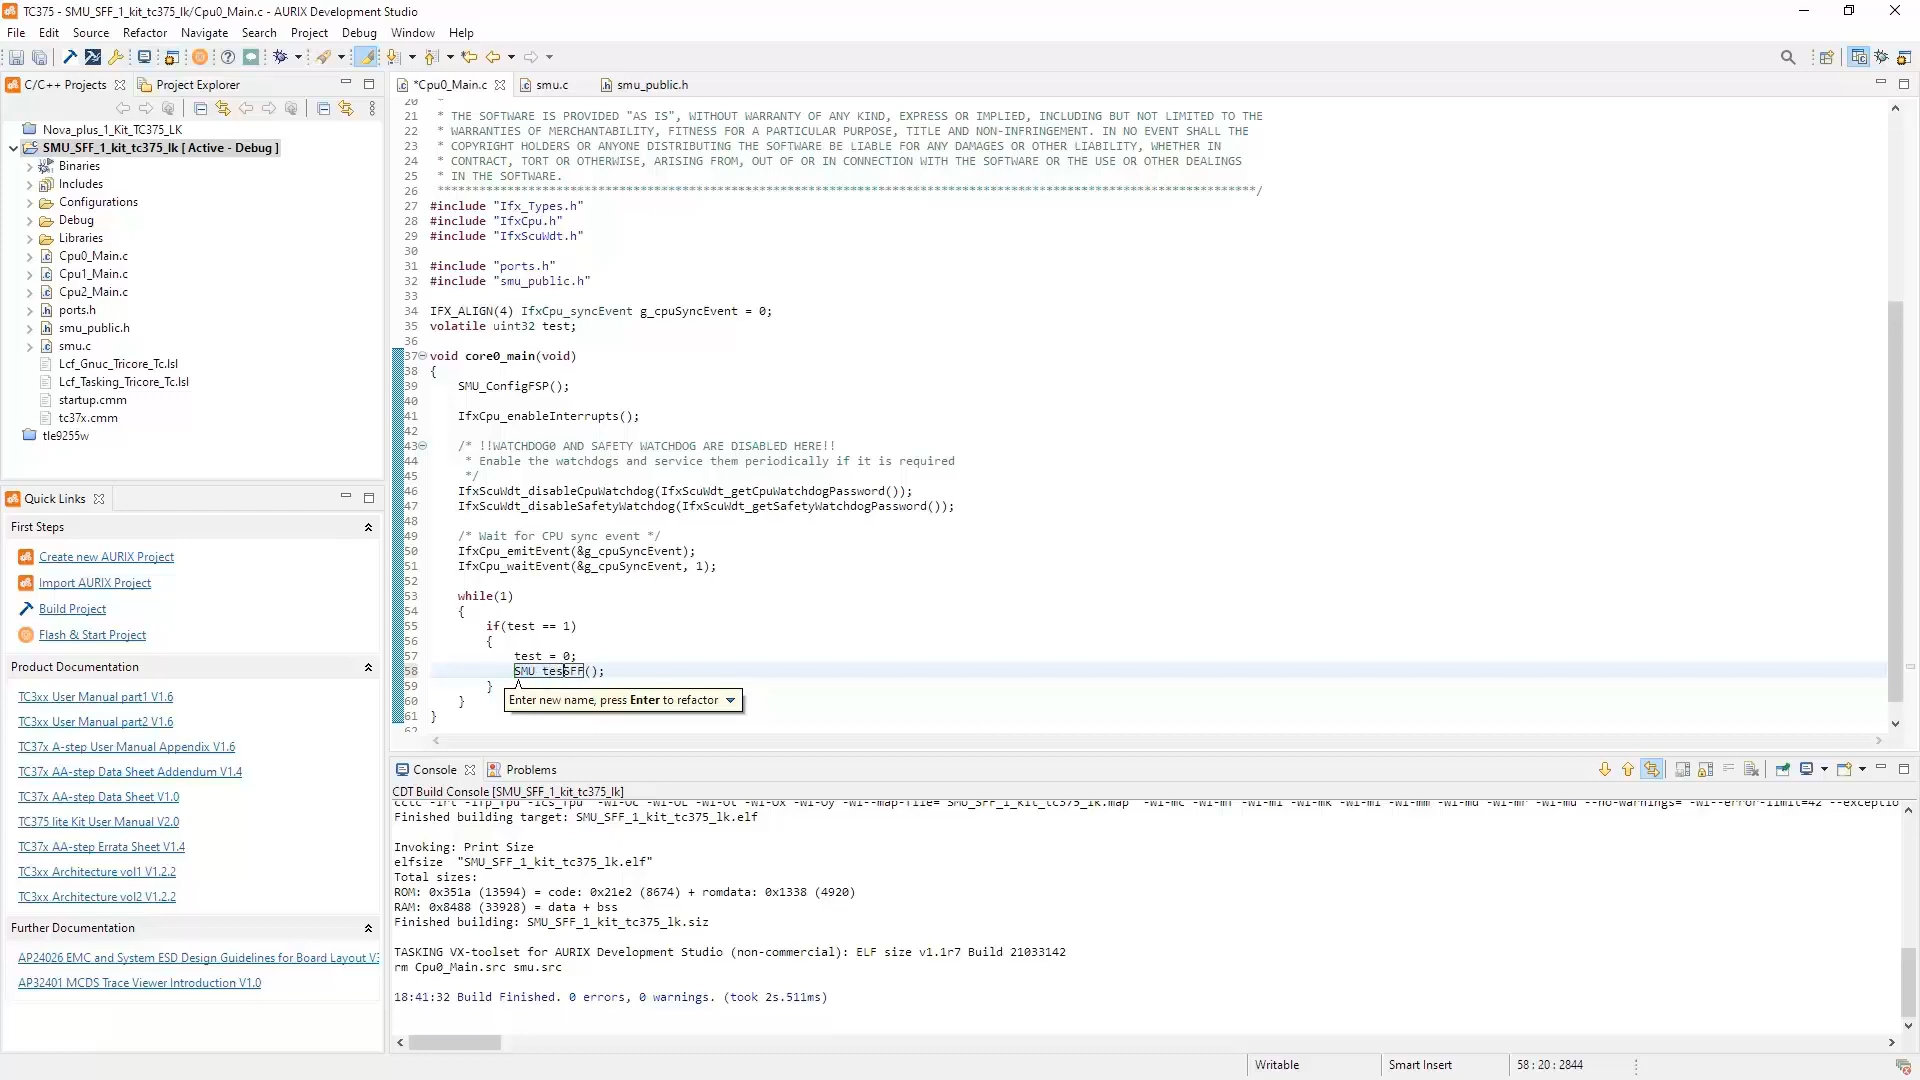 TC375 - SMU_SFF_1_kit_tc375_lk/Cpu0_Main.c - AURIX Development Studio
File Edit Source Refactor Navigate Search Project Debug Window Help
C/C++ Projects Project Explorer
Nova_plus_1_Kit_TC375_LK
SMU_SFF_1_kit_tc375_lk [ Active - Debug ]
Binaries
Includes
Configurations
Debug
Libraries
Cpu0_Main.c
Cpu1_Main.c
Cpu2_Main.c
ports.h
smu_public.h
smu.c
Lcf_Gnuc_Tricore_Tc.lsl
Lcf_Tasking_Tricore_Tc.lsl
startup.cmm
tc37x.cmm
tle9255w
Quick Links
First Steps
Create new AURIX Project
Import AURIX Project
Build Project
Flash & Start Project
Product Documentation
TC3xx User Manual part1 V1.6
TC3xx User Manual part2 V1.6
TC37x A-step User Manual Appendix V1.6
TC37x AA-step Data Sheet Addendum V1.4
TC37x AA-step Data Sheet V1.0
TC375 lite Kit User Manual V2.0
TC37x AA-step Errata Sheet V1.4
TC3xx Architecture vol1 V1.2.2
TC3xx Architecture vol2 V1.2.2
Further Documentation
AP24026 EMC and System ESD Design Guidelines for Board Layout V3
AP32401 MCDS Trace Viewer Introduction V1.0
*Cpu0_Main.c smu.c smu_public.h
20 *
21 * THE SOFTWARE IS PROVIDED "AS IS", WITHOUT WARRANTY OF ANY KIND, EXPRESS OR IMPLIED, INCLUDING BUT NOT LIMITED TO THE
22 * WARRANTIES OF MERCHANTABILITY, FITNESS FOR A PARTICULAR PURPOSE, TITLE AND NON-INFRINGEMENT. IN NO EVENT SHALL THE
23 * COPYRIGHT HOLDERS OR ANYONE DISTRIBUTING THE SOFTWARE BE LIABLE FOR ANY DAMAGES OR OTHER LIABILITY, WHETHER IN
24 * CONTRACT, TORT OR OTHERWISE, ARISING FROM, OUT OF OR IN CONNECTION WITH THE SOFTWARE OR THE USE OR OTHER DEALINGS
25 * IN THE SOFTWARE.
26 *********************************************************************************************************************/
27 #include "Ifx_Types.h"
28 #include "IfxCpu.h"
29 #include "IfxScuWdt.h"
30
31 #include "ports.h"
32 #include "smu_public.h"
33
34 IFX_ALIGN(4) IfxCpu_syncEvent g_cpuSyncEvent = 0;
35 volatile uint32 test;
36
37 void core0_main(void)
38 {
39 SMU_ConfigFSP();
40
41 IfxCpu_enableInterrupts();
42
43 /* !!WATCHDOG0 AND SAFETY WATCHDOG ARE DISABLED HERE!!
44 * Enable the watchdogs and service them periodically if it is required
45 */
46 IfxScuWdt_disableCpuWatchdog(IfxScuWdt_getCpuWatchdogPassword());
47 IfxScuWdt_disableSafetyWatchdog(IfxScuWdt_getSafetyWatchdogPassword());
48
49 /* Wait for CPU sync event */
50 IfxCpu_emitEvent(&g_cpuSyncEvent);
51 IfxCpu_waitEvent(&g_cpuSyncEvent, 1);
52
53 while(1)
54 {
55 if(test == 1)
56 {
57 test = 0;
58 SMU_tesSFF();
59 }
60 }
61 }
62
Enter new name, press Enter to refactor
Console Problems
CDT Build Console [SMU_SFF_1_kit_tc375_lk]
Finished building target: SMU_SFF_1_kit_tc375_lk.elf
Invoking: Print Size
elfsize "SMU_SFF_1_kit_tc375_lk.elf"
Total sizes:
ROM: 0x351a (13594) = code: 0x21e2 (8674) + romdata: 0x1338 (4920)
RAM: 0x8488 (33928) = data + bss
Finished building: SMU_SFF_1_kit_tc375_lk.siz
TASKING VX-toolset for AURIX Development Studio (non-commercial): ELF size v1.1r7 Build 21033142
rm Cpu0_Main.src smu.src
18:41:32 Build Finished. 0 errors, 0 warnings. (took 2s.511ms)
Writable Smart Insert 58 : 20 : 2844